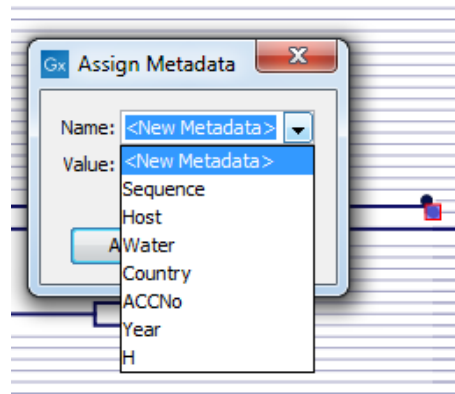 Gx Assign Metadata X
Name: <New Metadata>
Value: <New Metadata>
Sequence
Host
A Water
Country
ACCNo
Year
H